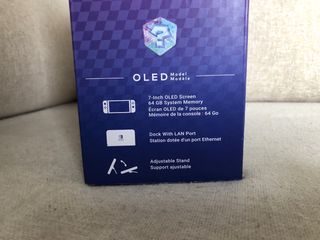 ?
OLED Model
Modèle
7-inch OLED Screen
64 GB System Memory
Écran OLED de 7 pouces
Mémoire de la console : 64 Go
Dock With LAN Port
Station dotée d'un port Ethernet
Adjustable Stand
Support ajustable